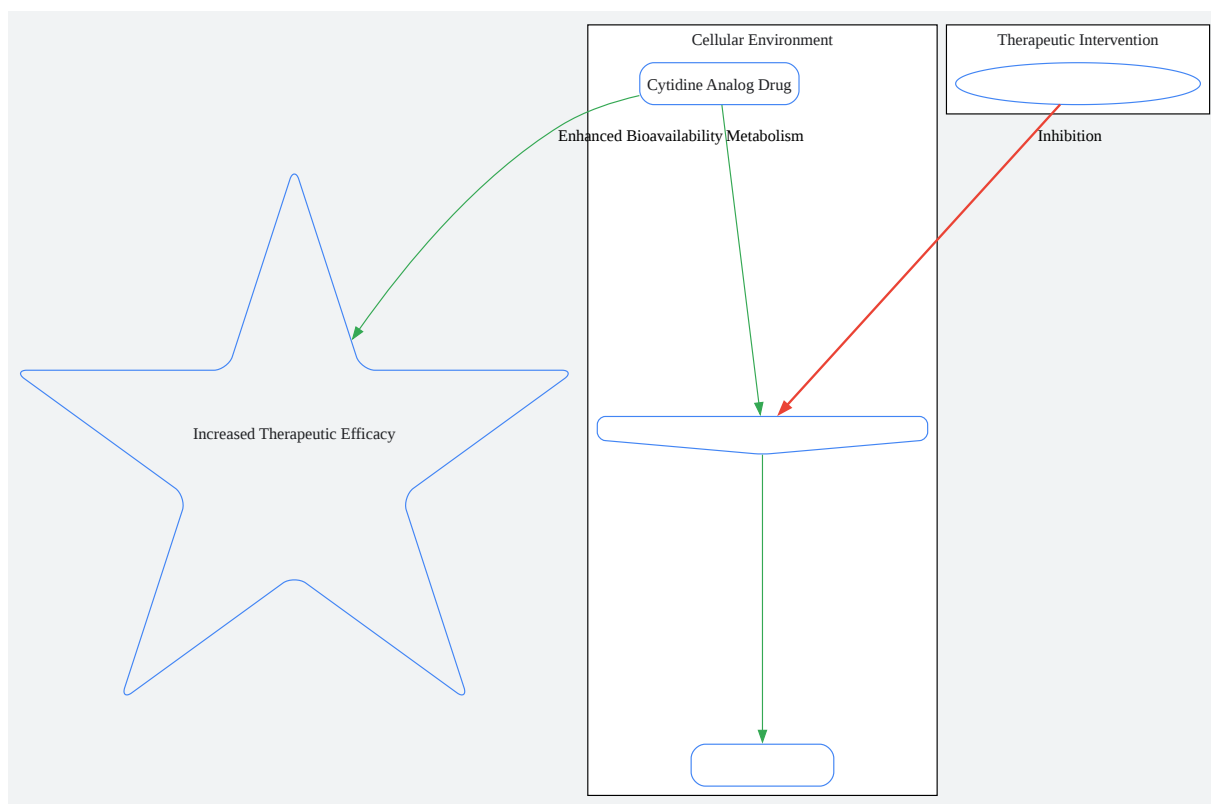 Cellular Environment
Therapeutic Intervention
Cytidine Analog Drug
Enhanced Bioavailability
Metabolism
Inhibition
Increased Therapeutic Efficacy